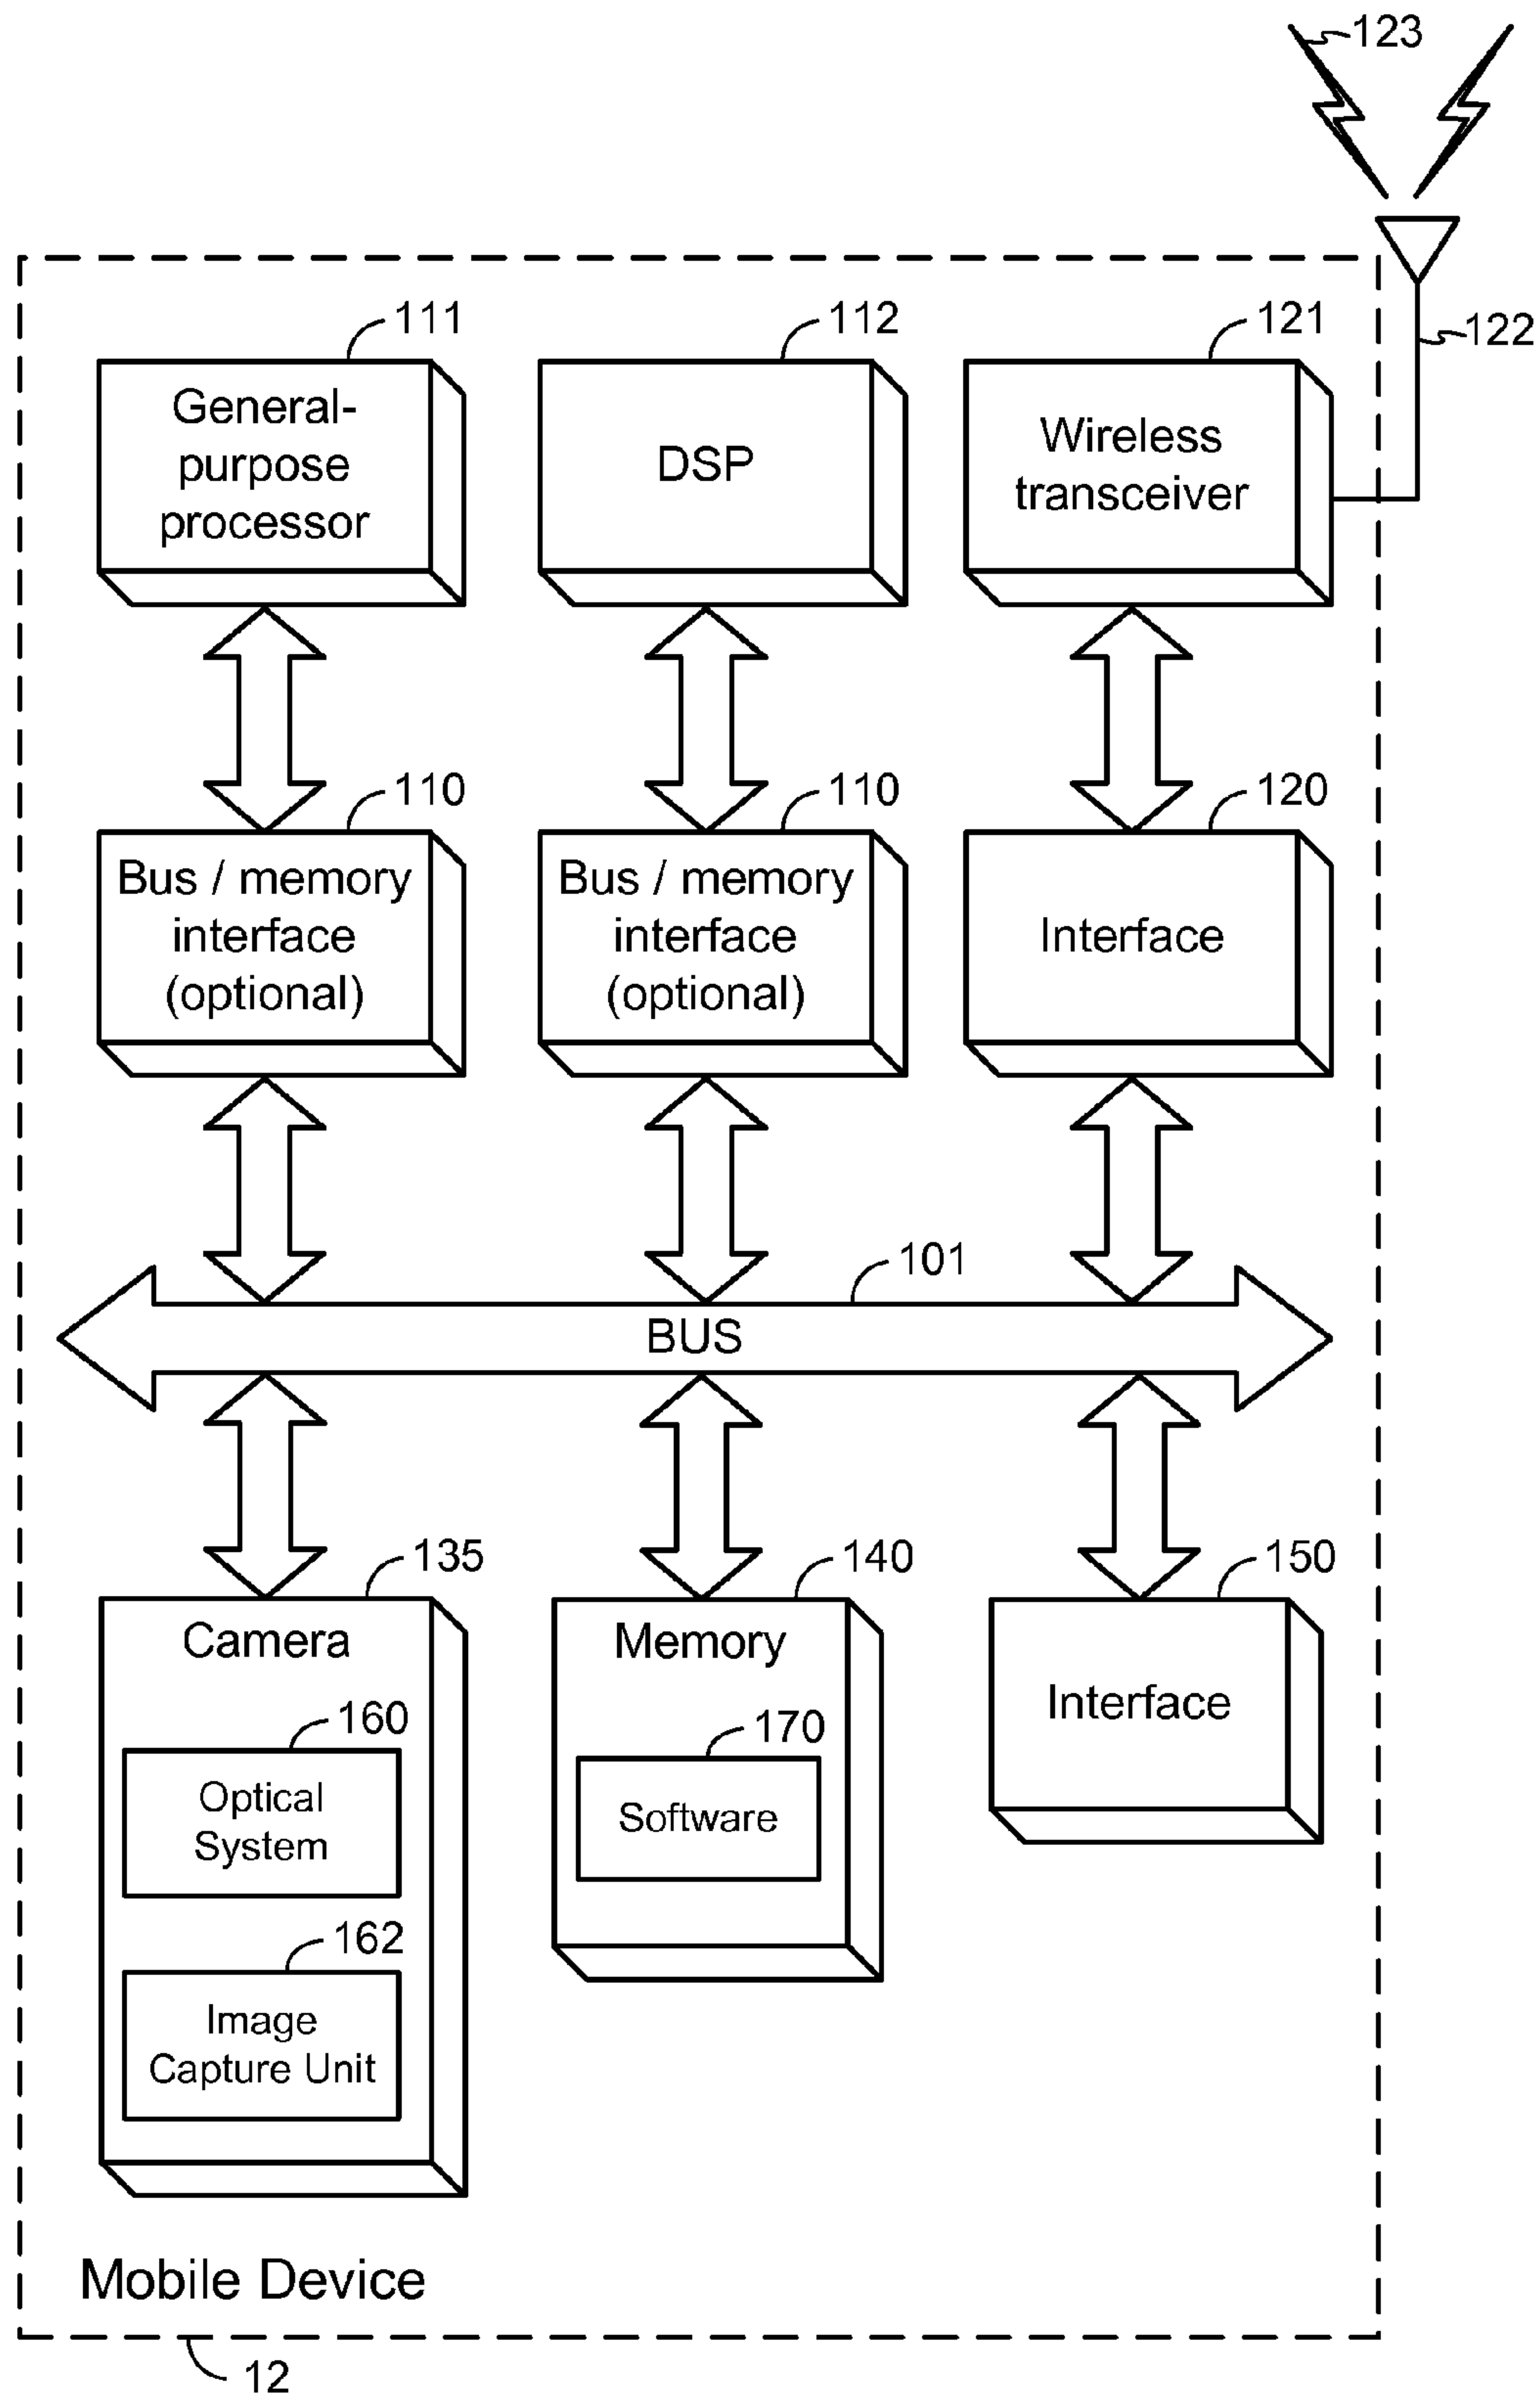 123
111
112
121
122
General-
purpose
processor
DSP
Wireless
transceiver
110
110
120
Bus / memory
interface
(optional)
Bus / memory
interface
(optional)
Interface
101
BUS
135
140
150
Camera
Memory
Interface
160
170
Optical
System
Software
162
Image
Capture Unit
Mobile Device
12